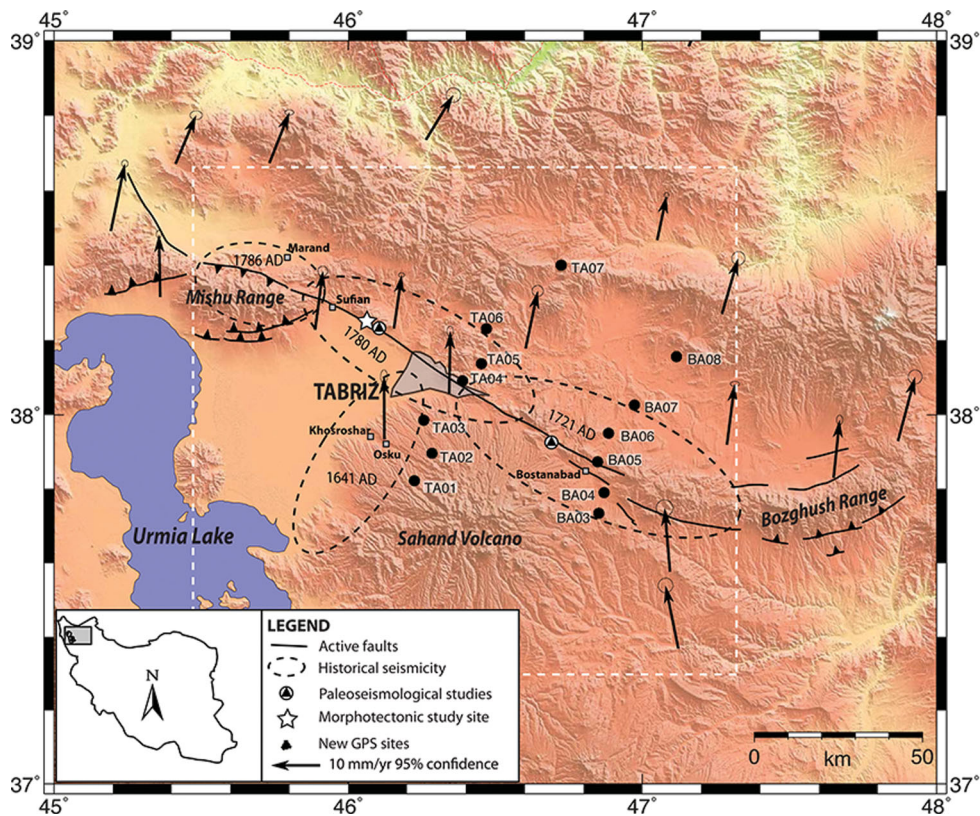 45°
46°
47°
48°
39°
39°
Marand
1786 AD
TA07
Mishu Range
Sufian
TA06
1780 AD
TA05
BA08
TA04
TABRIZ
38°
38°
BA07
TA03
1721 AD
BA06
Khosroshar
Osku
TA02
BA05
Bostanabad
1641 AD
TA01
BA04
Bozghush Range
BA03
Urmia Lake
Sahand Volcano
LEGEND
Active faults
Historical seismicity
Paleoseismological studies
Morphotectonic study site
New GPS sites
10 mm/yr 95% confidence
N
0
50
km
37°
37°
45°
46°
47°
48°